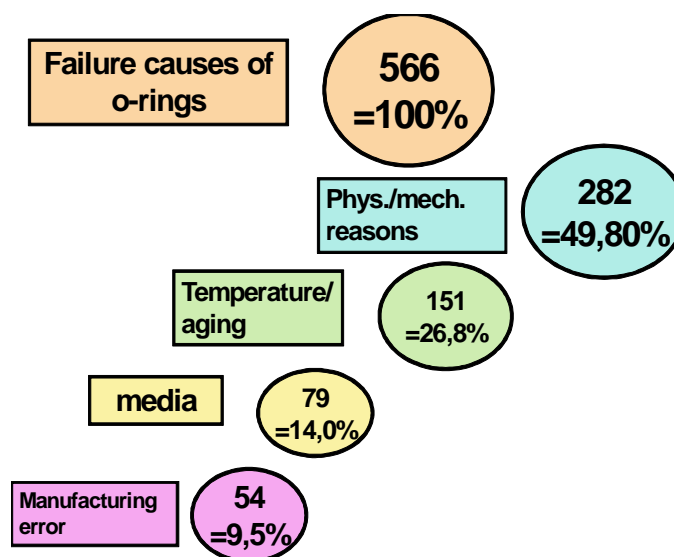 Failure causes of
o-rings
566
=100%
Phys./mech.
reasons
282
=49,80%
Temperature/
aging
151
=26,8%
media
79
=14,0%
Manufacturing
error
54
=9,5%